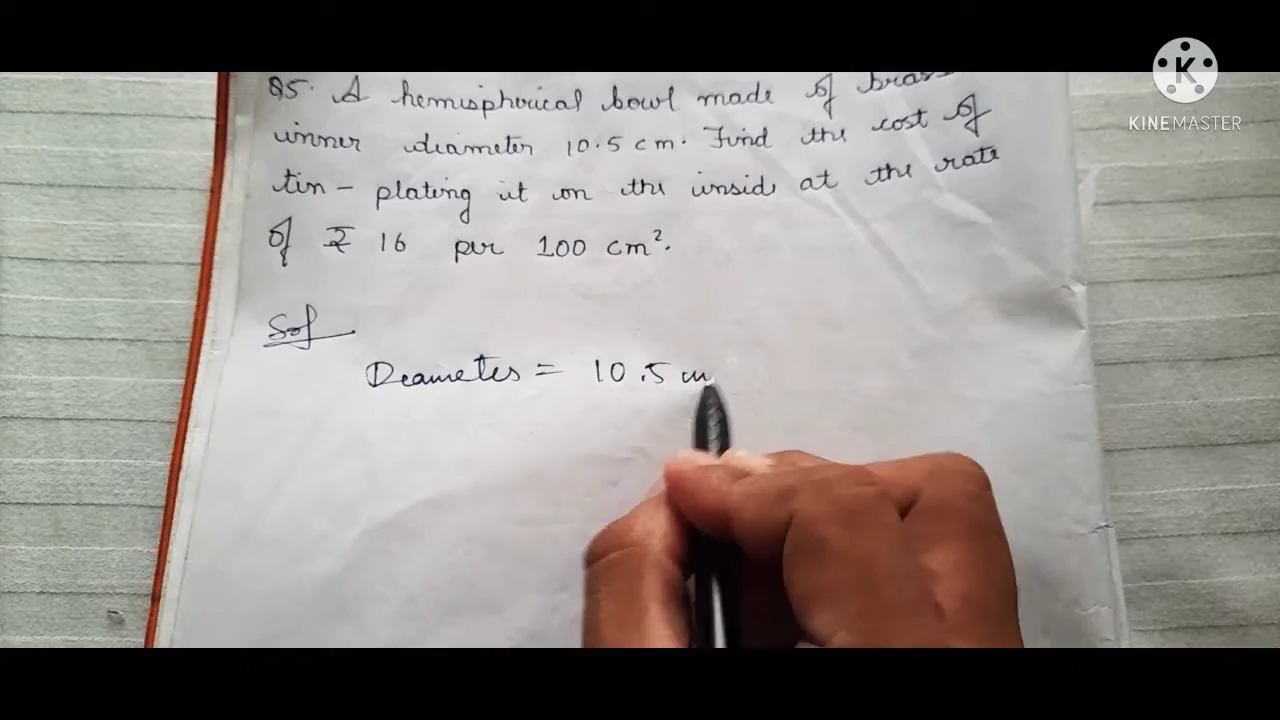 Q5. A hemispherical bowl made of brass
inner diameter 10.5 cm. Find the cost of
tin - plating it on the inside at the rate
of ₹ 16 per 100 cm².
Sol
Diameter = 10.5 cm
K
KINEMASTER